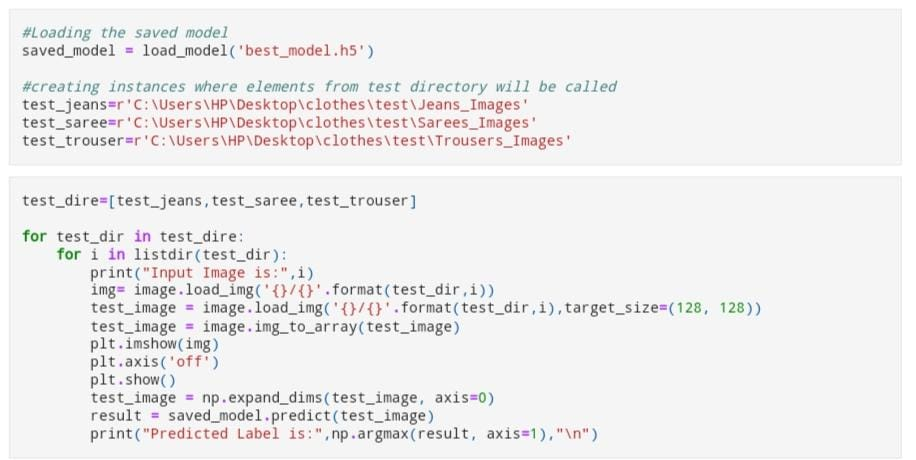 #Loading the saved model
saved_model = load_model('best_model.h5')
#creating instances where elements from test directory will be called
test_jeans=r'C:\Users\HP\Desktop\clothes\test\Jeans_Images'
test_saree=r'C:\Users\HP\Desktop\clothes\test\Sarees_Images'
test_trouser=r'C:\Users\HP\Desktop\clothes\test\Trousers_Images'
test_dire=[test_jeans,test_saree,test_trouser]
for test_dir in test_dire:
    for i in listdir(test_dir):
        print("Input Image is:",i)
        img= image.load_img('{}/{}'.format(test_dir,i))
        test_image = image.load_img('{}/{}'.format(test_dir,i),target_size=(128, 128))
        test_image = image.img_to_array(test_image)
        plt.imshow(img)
        plt.axis('off')
        plt.show()
        test_image = np.expand_dims(test_image, axis=0)
        result = saved_model.predict(test_image)
        print("Predicted Label is:",np.argmax(result, axis=1),"\n")